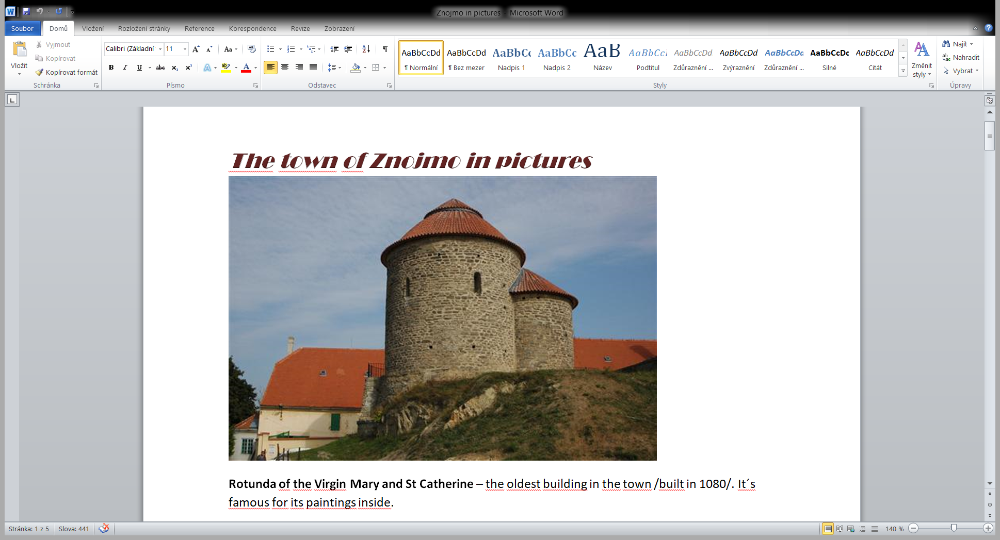 Znojmo in pictures - Microsoft Word
Soubor Domů Vložení Rozložení stránky Reference Korespondence Revize Zobrazení
Vložit
Vyjmout
Kopírovat
Kopírovat formát
Schránka
Calibri (Základní 11
Písmo
Odstavec
AaBbCcDd AaBbCcDd AaBbCc AaBbCc AaB AaBbCcl AaBbCcDd AaBbCcDd AaBbCcDd AaBbCcDc AaBbCcDd
¶ Normální ¶ Bez mezer Nadpis 1 Nadpis 2 Název Podtitul Zdůraznění ... Zvýraznění Zdůraznění ... Silné Citát
Styly
Změnit
styly
Najít
Nahradit
Vybrat
Úpravy
The town of Znojmo in pictures
Rotunda of the Virgin Mary and St Catherine – the oldest building in the town /built in 1080/. It´s
famous for its paintings inside.
Stránka: 1 z 5 Slova: 441 140 %